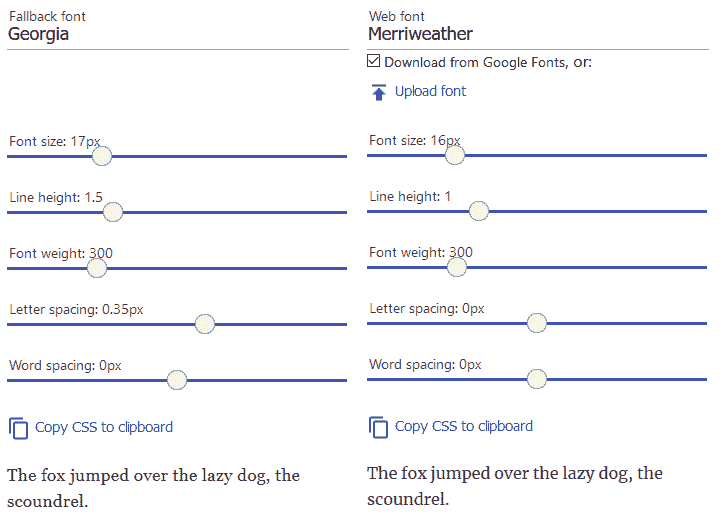 Fallback font
Georgia
Font size: 17px
Line height: 1.5
Font weight: 300
Letter spacing: 0.35px
Word spacing: 0px
Copy CSS to clipboard
The fox jumped over the lazy dog, the
scoundrel.
Web font
Merriweather
Download from Google Fonts, or:
Upload font
Font size: 16px
Line height: 1
Font weight: 300
Letter spacing: 0px
Word spacing: 0px
Copy CSS to clipboard
The fox jumped over the lazy dog, the
scoundrel.